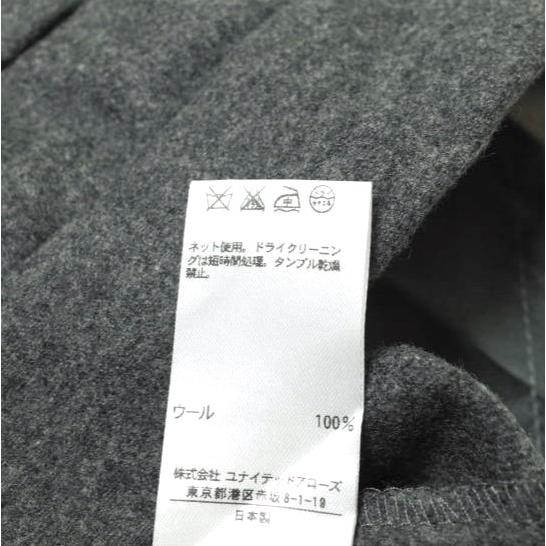 中
ネット使用。ドライクリーニン
グは短時間処理。タンブル乾燥
禁止。
ウール 100%
株式会社 ユナイテッドアローズ
東京都港区赤坂8-1-19
日本製